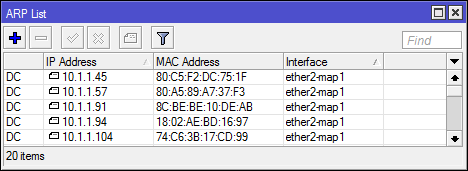 ARP List
Find
IP Address MAC Address Interface
DC 10.1.1.45 80:C5:F2:DC:75:1F ether2-map1
DC 10.1.1.57 80:A5:89:A7:37:F3 ether2-map1
DC 10.1.1.91 8C:BE:BE:10:DE:AB ether2-map1
DC 10.1.1.94 18:02:AE:BD:16:97 ether2-map1
DC 10.1.1.104 74:C6:3B:17:CD:99 ether2-map1
20 items